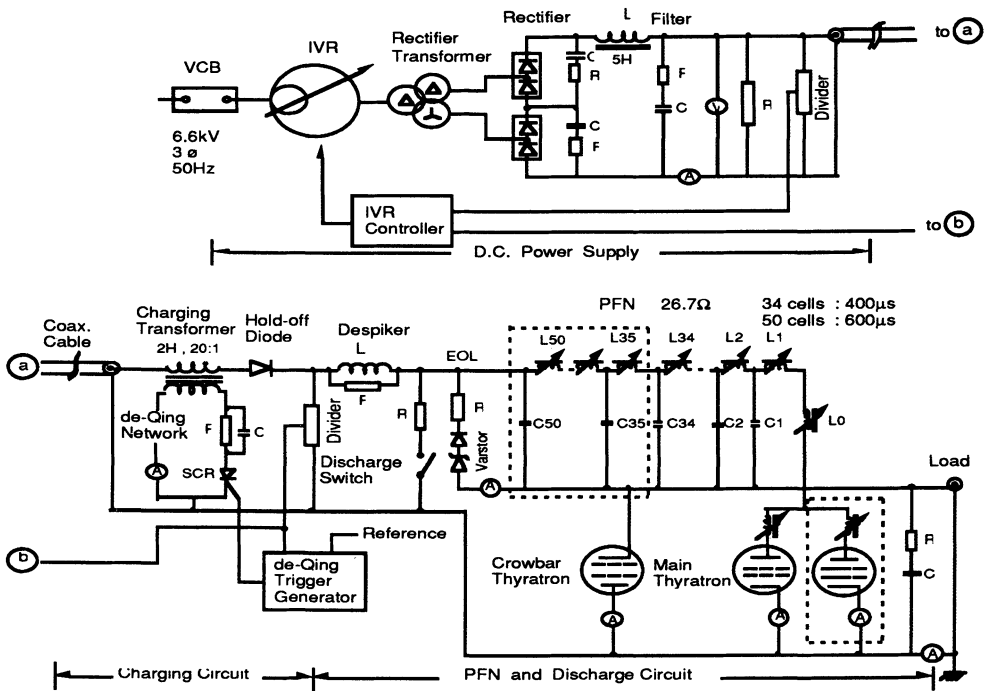 Rectifier
L
Filter
to a
IVR
Rectifier
Transformer
VCB
5H
C
R
F
C
V
R
Divider
C
F
6.6kV
3 ø
50Hz
A
IVR
Controller
to b
D.C. Power Supply
PFN 26.7Ω
34 cells : 400µs
50 cells : 600µs
Coax.
Cable
Charging
Transformer
2H , 20:1
Hold-off
Diode
Despiker
L
EOL
L50
L35
L34
L2
L1
a
F
de-Qing
Network
F
C
Divider
R
R
C50
C35
C34
C2
C1
L0
A
SCR
Discharge
Switch
Varstor
A
Load
b
Reference
de-Qing
Trigger
Generator
Crowbar
Thyratron
Main
Thyratron
R
C
A
A
A
A
Charging Circuit
PFN and Discharge Circuit